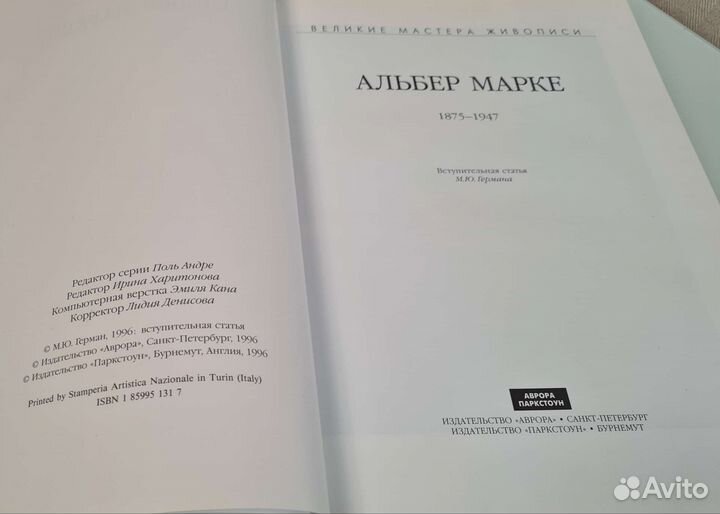 Редактор серии Поль Андре
Редактор Ирина Харитонова
Компьютерная верстка Эмиля Кана
Корректор Лидия Денисова
© М.Ю. Герман, 1996: вступительная статья
© Издательство «Аврора», Санкт-Петербург, 1996
© Издательство «Паркстоун», Бурнемут, Англия, 1996
Printed by Stamperia Artistica Nazionale in Turin (Italy)
ISBN 1 85995 131 7
ВЕЛИКИЕ МАСТЕРА ЖИВОПИСИ
АЛЬБЕР МАРКЕ
1875–1947
Вступительная статья
М.Ю. Германа
АВРОРА
ПАРКСТОУН
ИЗДАТЕЛЬСТВО «АВРОРА» • САНКТ-ПЕТЕРБУРГ
ИЗДАТЕЛЬСТВО «ПАРКСТОУН» • БУРНЕМУТ
Avito